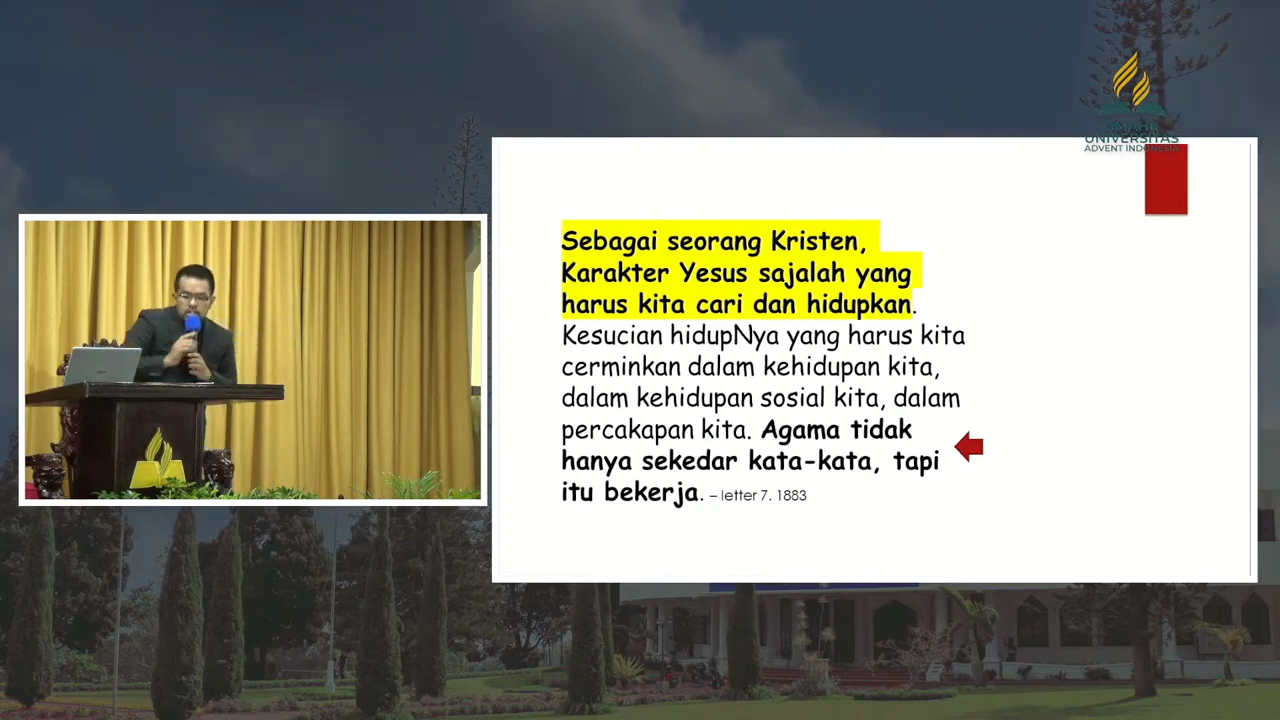 UNIVERSITAS
ADVENT INDONESIA
Sebagai seorang Kristen,
Karakter Yesus sajalah yang
harus kita cari dan hidupkan.
Kesucian hidupNya yang harus kita
cerminkan dalam kehidupan kita,
dalam kehidupan sosial kita, dalam
percakapan kita. Agama tidak
hanya sekedar kata-kata, tapi
itu bekerja. – letter 7. 1883